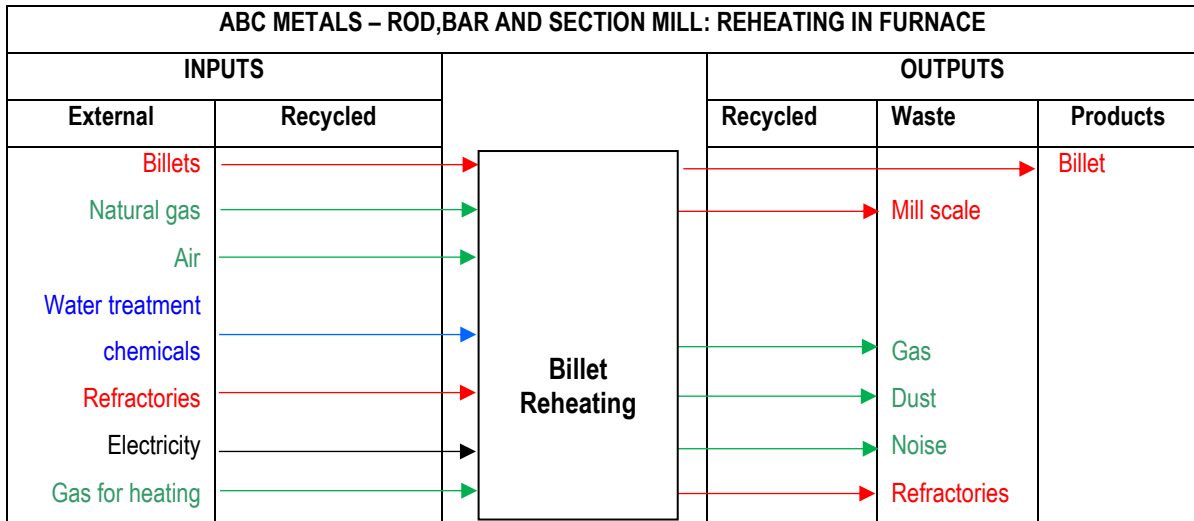 ABC METALS – ROD,BAR AND SECTION MILL: REHEATING IN FURNACE
INPUTS
OUTPUTS
External
Recycled
Recycled
Waste
Products
Billets
Natural gas
Air
Water treatment
chemicals
Refractories
Electricity
Gas for heating
Billet
Reheating
Mill scale
Gas
Dust
Noise
Refractories
Billet